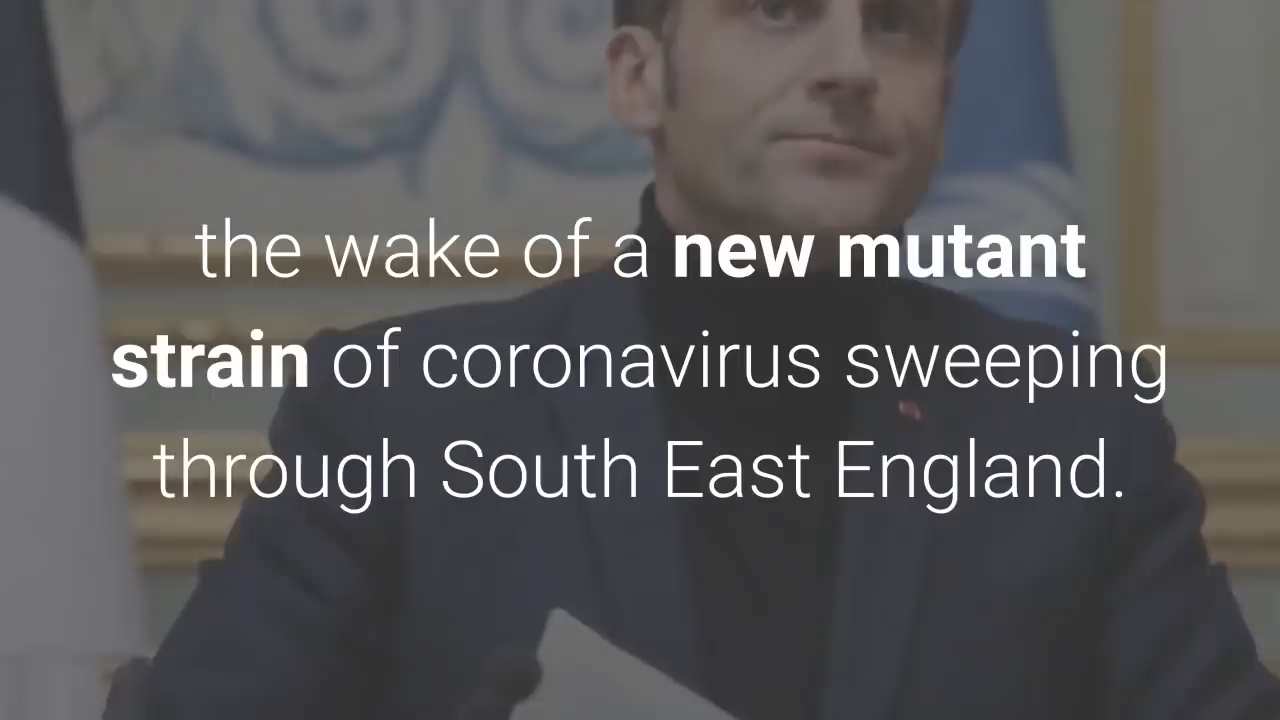 the wake of a new mutant
strain of coronavirus sweeping
through South East England.